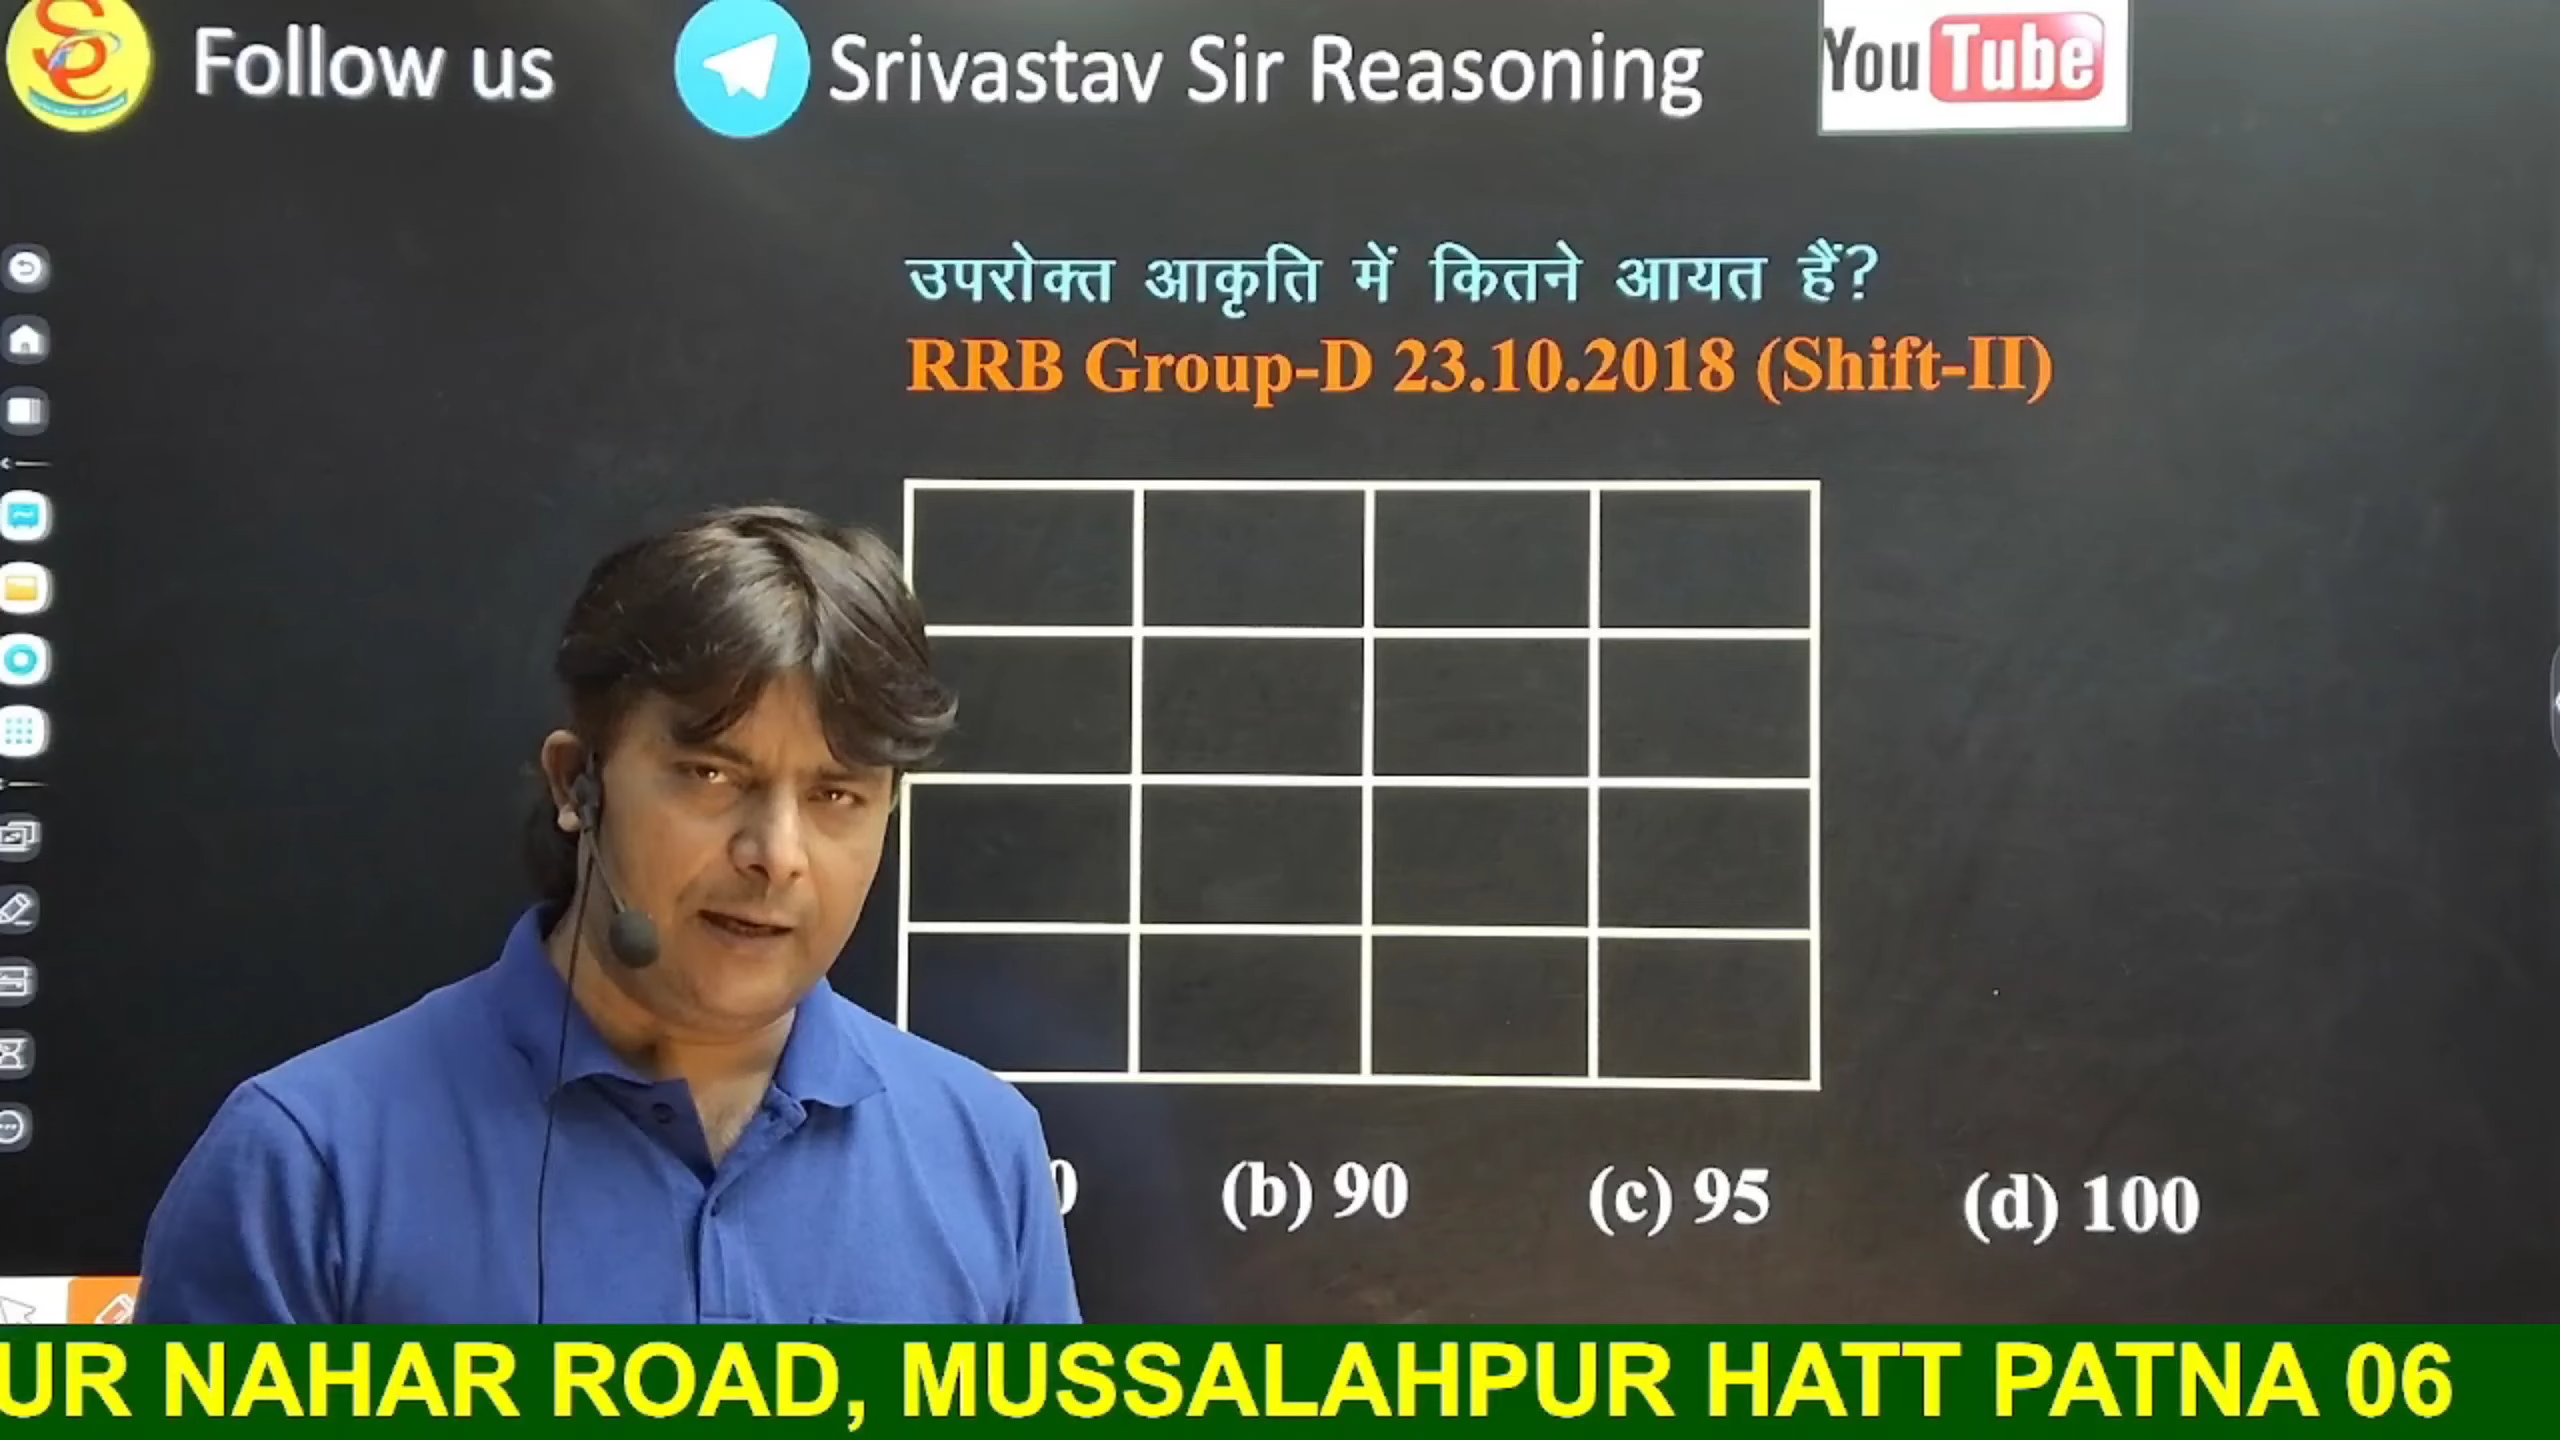 Follow us
Srivastav Sir Reasoning
YouTube
उपरोक्त आकृति में कितने आयत हैं?
RRB Group-D 23.10.2018 (Shift-II)
(b) 90 (c) 95 (d) 100
NAHAR ROAD, MUSSALAHPUR HATT PATNA 06